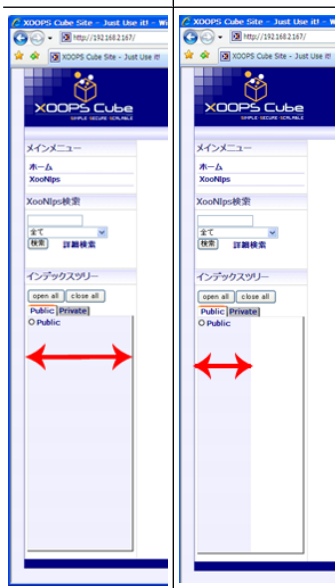 XOOPS Cube Site - Just Use it! - Wi
http://192.168.2.167/
XOOPS Cube Site - Just Use it!
XOOPS Cube
SIMPLE SECURE SCALABLE
メインメニュー
ホーム
XooNIps
XooNIps検索
全て
検索 詳細検索
インデックスツリー
open all close all
Public Private
Public
XOOPS Cube Site - Just Use it! - W
http://192.168.2.167/
XOOPS Cube Site - Just Use it!
XOOPS Cube
SIMPLE SECURE SCALABLE
メインメニュー
ホーム
XooNIps
XooNIps検索
全て
検索 詳細検索
インデックスツリー
open all close all
Public Private
Public